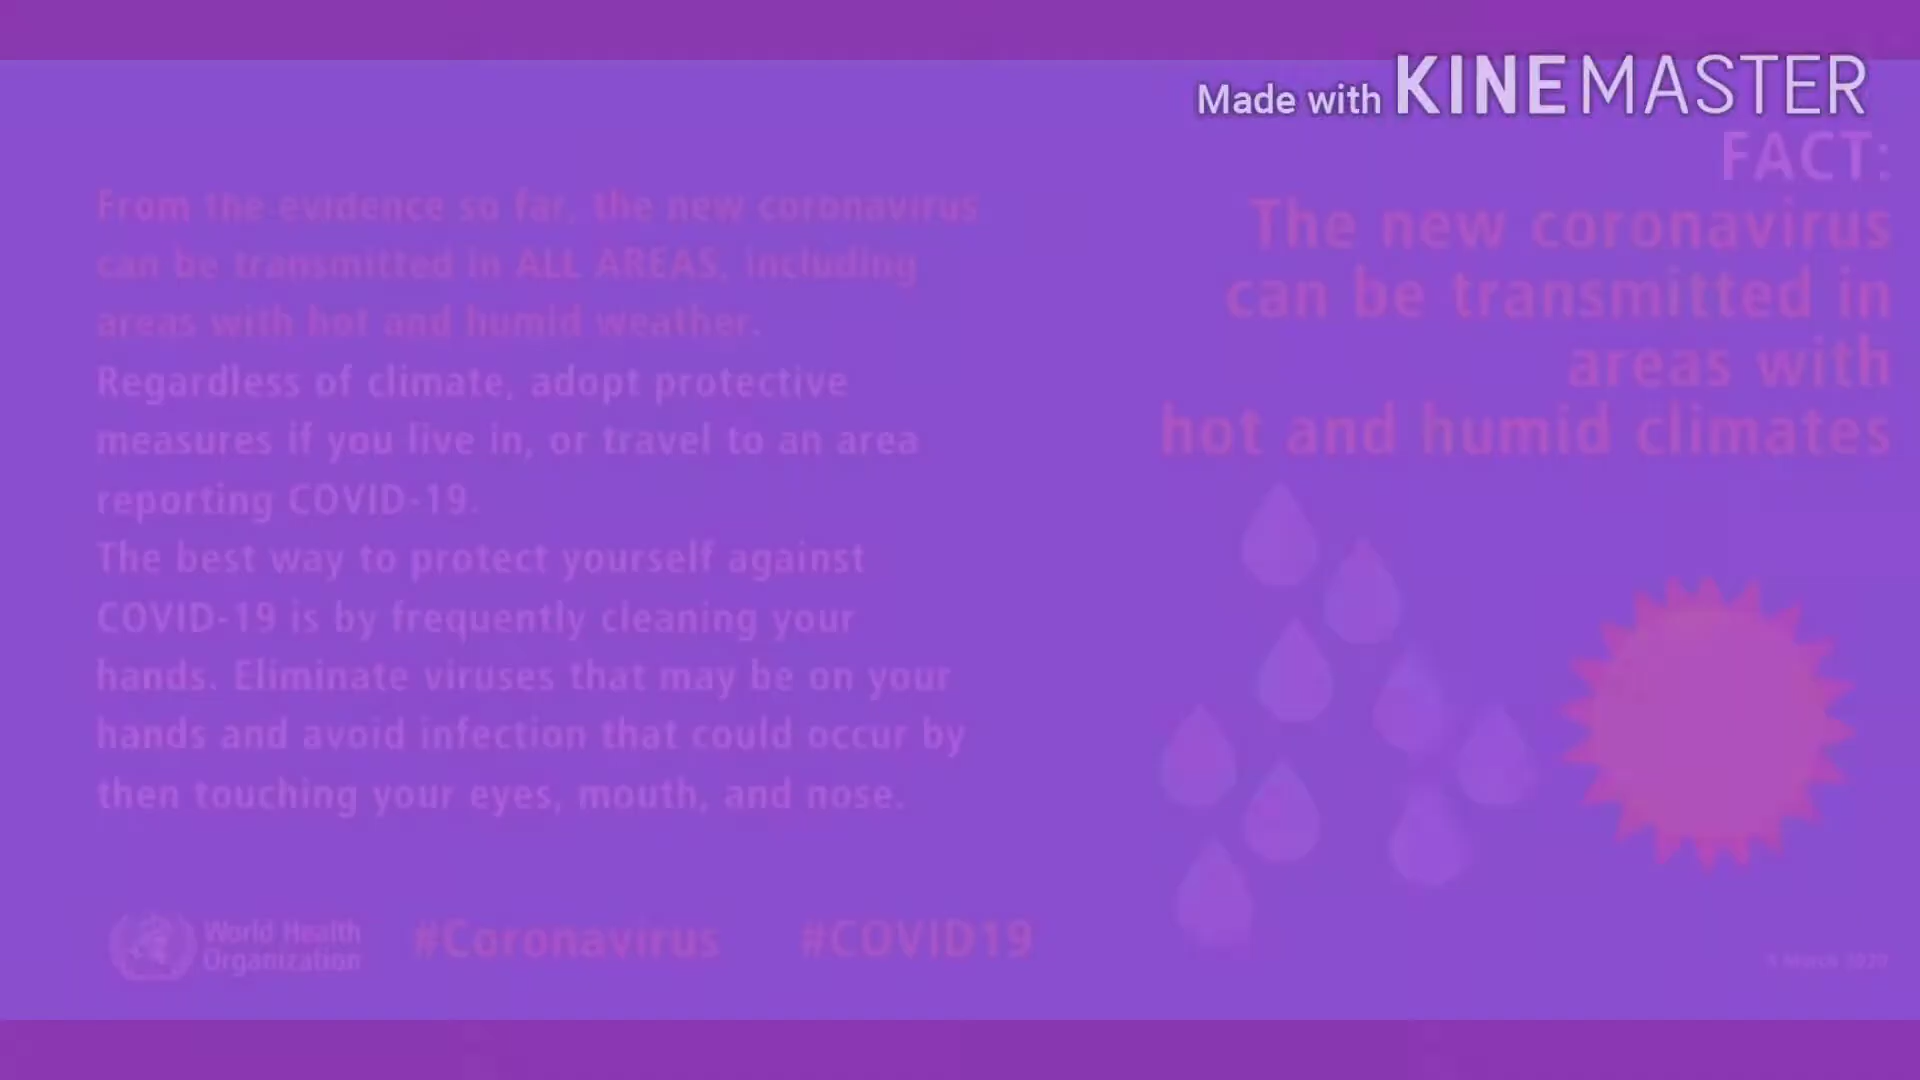 Made with KINEMASTER
FACT:
The new coronavirus
can be transmitted in
areas with
hot and humid climates
From the evidence so far, the new coronavirus
can be transmitted in ALL AREAS, including
areas with hot and humid weather.
Regardless of climate, adopt protective
measures if you live in, or travel to an area
reporting COVID-19.
The best way to protect yourself against
COVID-19 is by frequently cleaning your
hands. Eliminate viruses that may be on your
hands and avoid infection that could occur by
then touching your eyes, mouth, and nose.
World Health
Organization
#Coronavirus #COVID19
March 2020